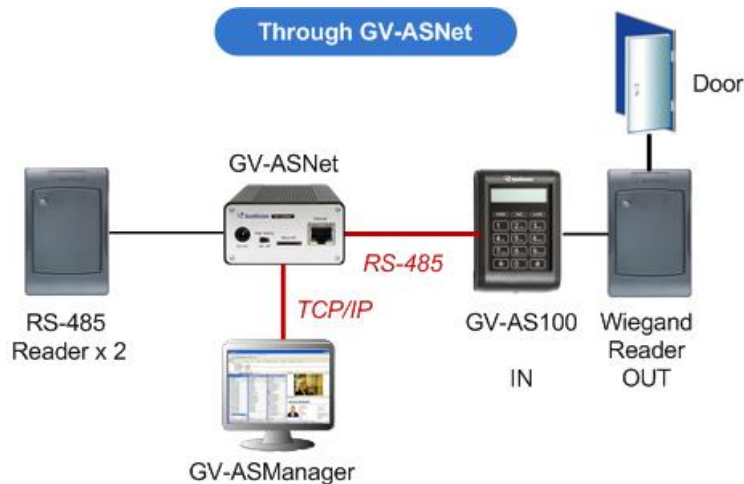 Through GV-ASNet
Door
GV-ASNet
RS-485
TCP/IP
RS-485
Reader x 2
GV-AS100
IN
Wiegand
Reader
OUT
GV-ASManager